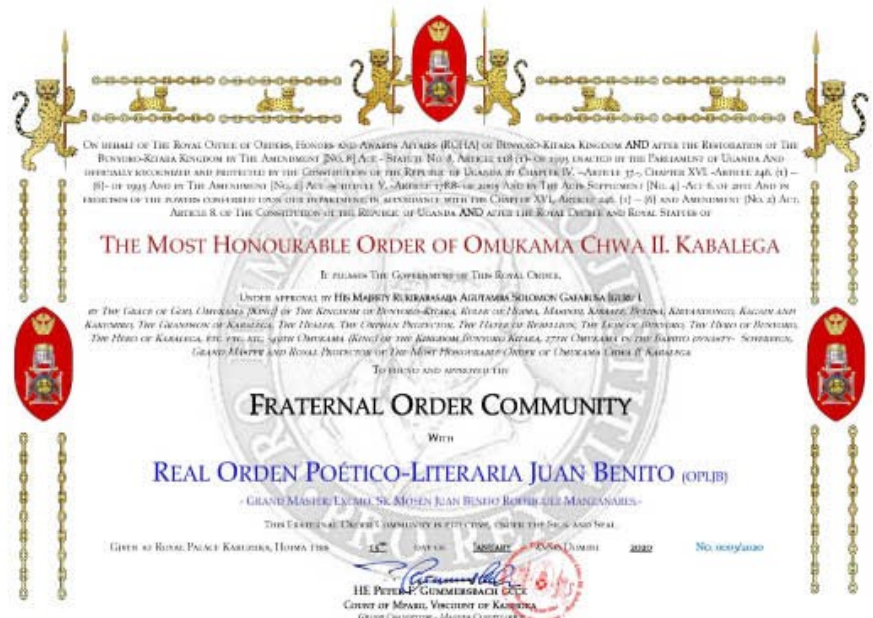 ON BEHALF OF THE ROYAL OFFICE OF ORDERS, HONORS AND AWARDS AFFAIRS [ROHA] OF BUNYORO-KITARA KINGDOM AND AFTER THE RESTORATION OF THE
BUNYORO-KITARA KINGDOM BY THE AMENDMENT [NO. 8] ACT – STATUTE NO. 8, ARTICLE 118 (1)- OF 1993 ENACTED BY THE PARLIAMENT OF UGANDA AND
OFFICIALLY RECOGNIZED AND PROTECTED BY THE CONSTITUTION OF THE REPUBLIC OF UGANDA BY CHAPTER IV. –ARTICLE 37-, CHAPTER XVI. –ARTICLE 246, (1) –
(6)- OF 1995 AND BY THE AMENDMENT [NO. 2] ACT -SCHEDULE V, -ARTICLE 178.8- OF 2005 AND BY THE ACTS SUPPLEMENT [NO. 4] -ACT 6. OF 2011 AND IN
EXERCISES OF THE POWERS CONFERRED UPON OUR DEPARTMENT, IN ACCORDANCE WITH THE CHAPTER XVI, ARTICLE 246, (1) – (6) AND AMENDMENT (NO. 2) ACT,
ARTICLE 8. OF THE CONSTITUTION OF THE REPUBLIC OF UGANDA AND AFTER THE ROYAL DECREE AND ROYAL STATUTES OF
THE MOST HONOURABLE ORDER OF OMUKAMA CHWA II. KABALEGA
IT PLEASES THE GOVERNMENT OF THIS ROYAL ORDER,
UNDER APPROVAL BY HIS MAJESTY RUKIRABASAIJA AGUTAMBA SOLOMON GAFABUSA IGURU I.
BY THE GRACE OF GOD, OMUKAMA [KING] OF THE KINGDOM OF BUNYORO-KITARA, RULER OF HOIMA, MASINDI, KIBAALE, BULIISA, KIRYANDONGO, KAGADI AND
KAKUMIRO, THE GRANDSON OF KABALEGA, THE HEALER, THE ORPHAN PROTECTOR, THE HATER OF REBELLION, THE LION OF BUNYORO, THE HERO OF BUNYORO,
THE HERO OF KABALEGA, ETC. ETC. ETC. 49TH OMUKAMA [KING] OF THE KINGDOM BUNYORO KITARA, 27TH OMUKAMA IN THE BABIITO DYNASTY- SOVEREIGN,
GRAND MASTER AND ROYAL PROTECTOR OF THE MOST HONOURABLE ORDER OF OMUKAMA CHWA II KABALEGA
TO FOUND AND APPROVED THE
FRATERNAL ORDER COMMUNITY
WITH
REAL ORDEN POÉTICO-LITERARIA JUAN BENITO (OPLJB)
- GRAND MASTER: EXCMO. SR. MOSEN JUAN BENITO RODRIGUEZ MANZANARES.-
THIS FRATERNAL ORDER COMMUNITY IS EFFECTIVE, UNDER THE SIGN AND SEAL.
GIVEN AT ROYAL PALACE KARUZIIKA, HOIMA THIS 15TH DAY OF JANUARY ANNO DOMINI 2020 NO. 0003/2020
HE PETER F. GUMMERSBACH GCCK
COUNT OF MPARO, VISCOUNT OF KABHOKA
PRO REGE